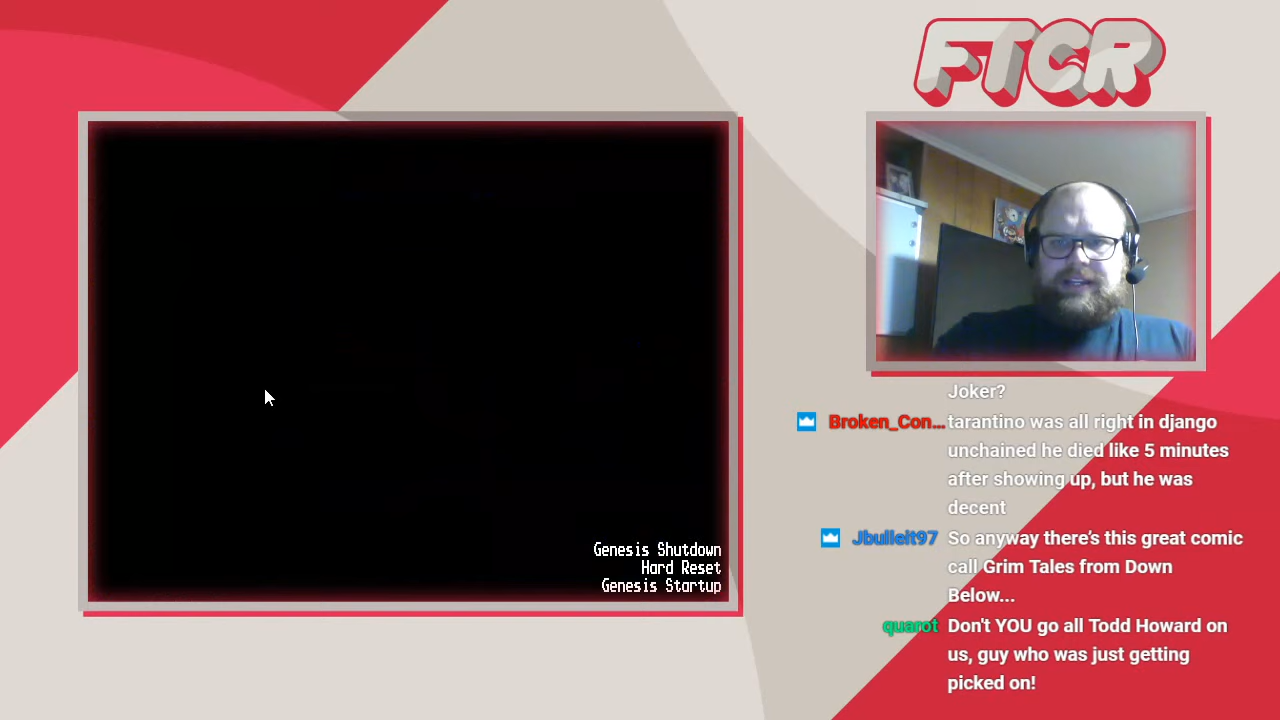 FTCR
Joker?
Broken_Con... tarantino was all right in django
unchained he died like 5 minutes
after showing up, but he was
decent
Genesis Shutdown
Hard Reset
Genesis Startup
Jbulleit97 So anyway there's this great comic
call Grim Tales from Down
Below...
quarot Don't YOU go all Todd Howard on
us, guy who was just getting
picked on!